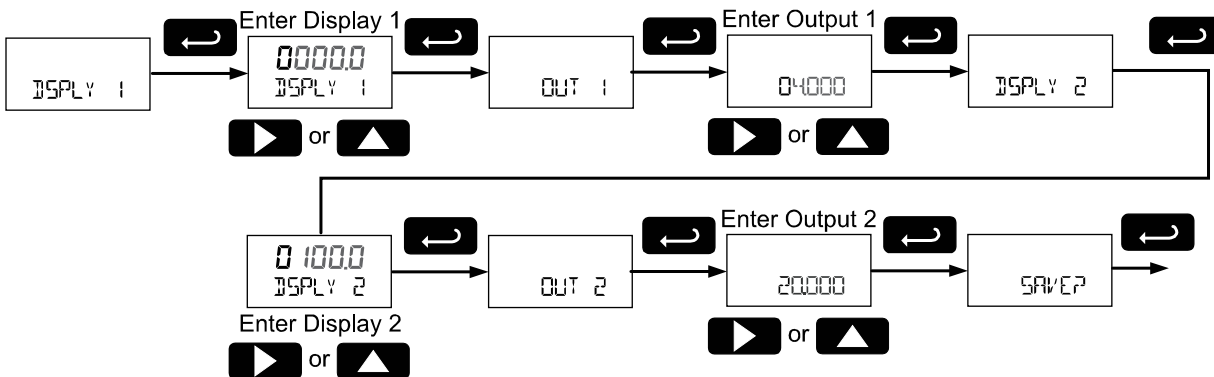 Enter Display 1
Enter Output 1
DSPLY 1
0000.0
DSPLY 1
OUT 1
04.000
DSPLY 2
or
or
Enter Output 2
0100.0
DSPLY 2
OUT 2
20.000
SAVE?
Enter Display 2
or
or